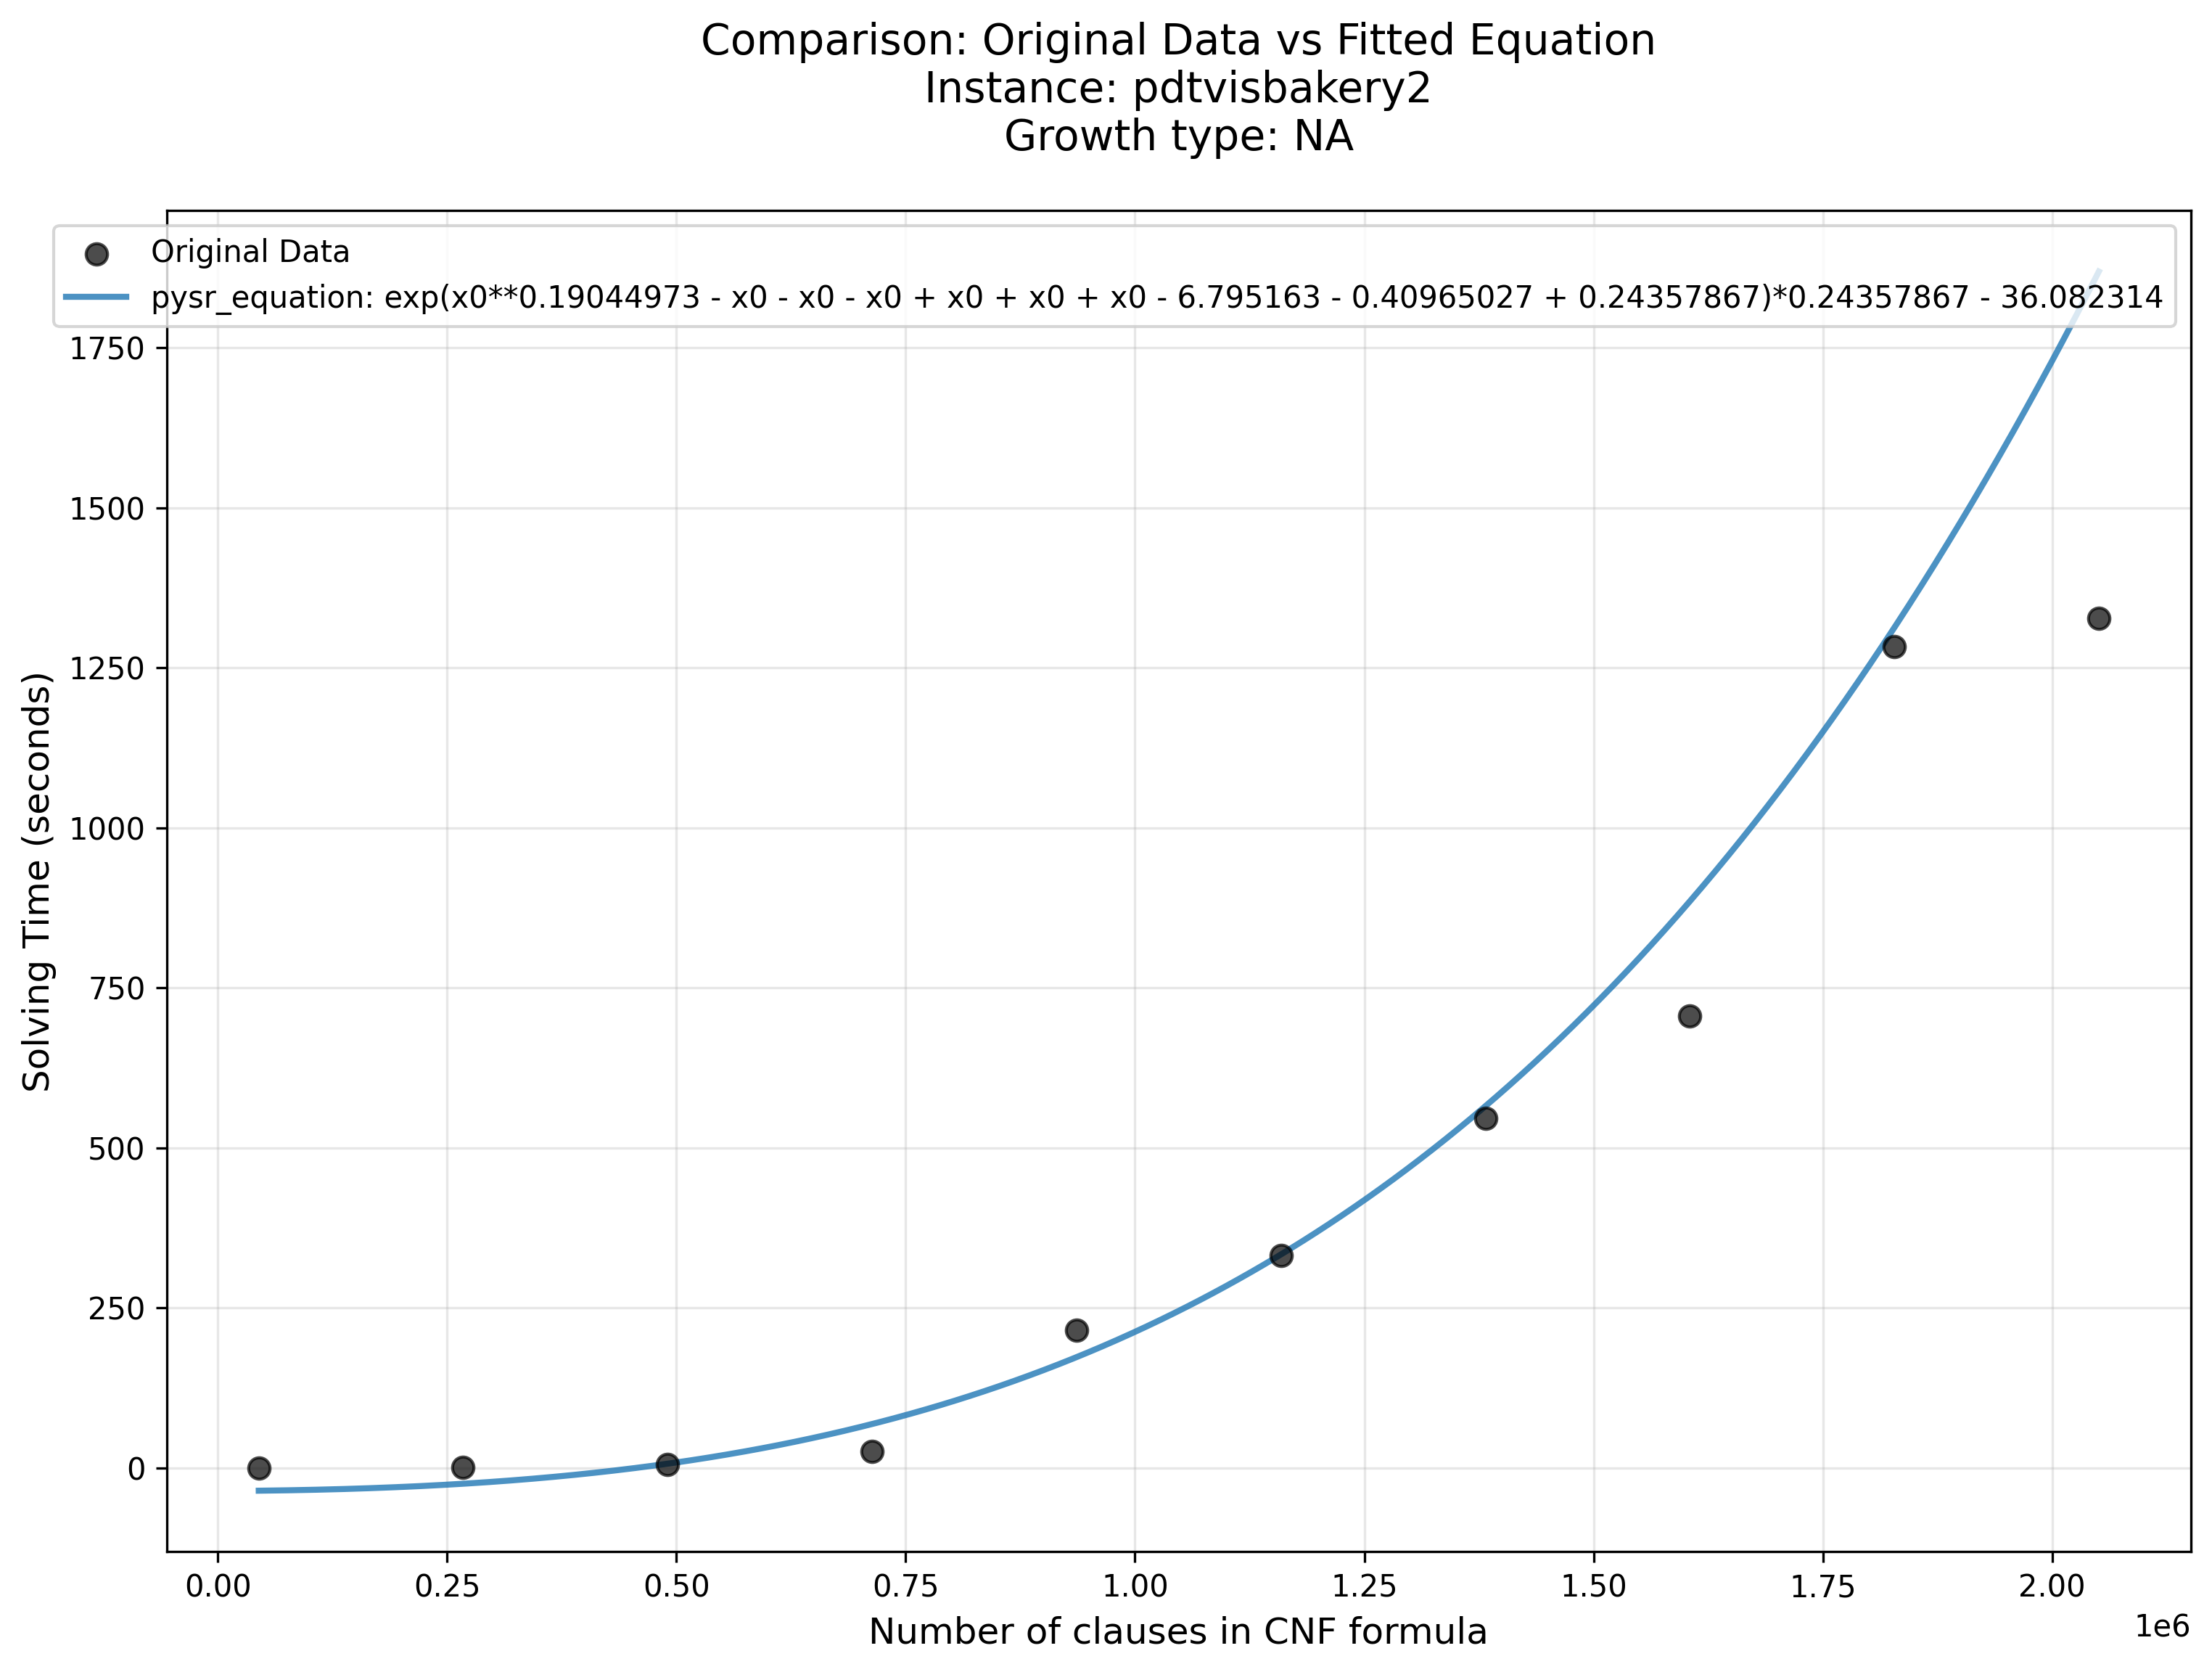 Comparison: Original Data vs Fitted Equation
Instance: pdtvisbakery2
Growth type: NA
Original Data
pysr_equation: exp(x0**0.19044973 - x0 - x0 - x0 + x0 + x0 + x0 - 6.795163 - 0.40965027 + 0.24357867)*0.24357867 - 36.082314
1750
1500
1250
1000
750
500
250
0
Solving Time (seconds)
0.00 0.25 0.50 0.75 1.00 1.25 1.50 1.75 2.00
1e6
Number of clauses in CNF formula